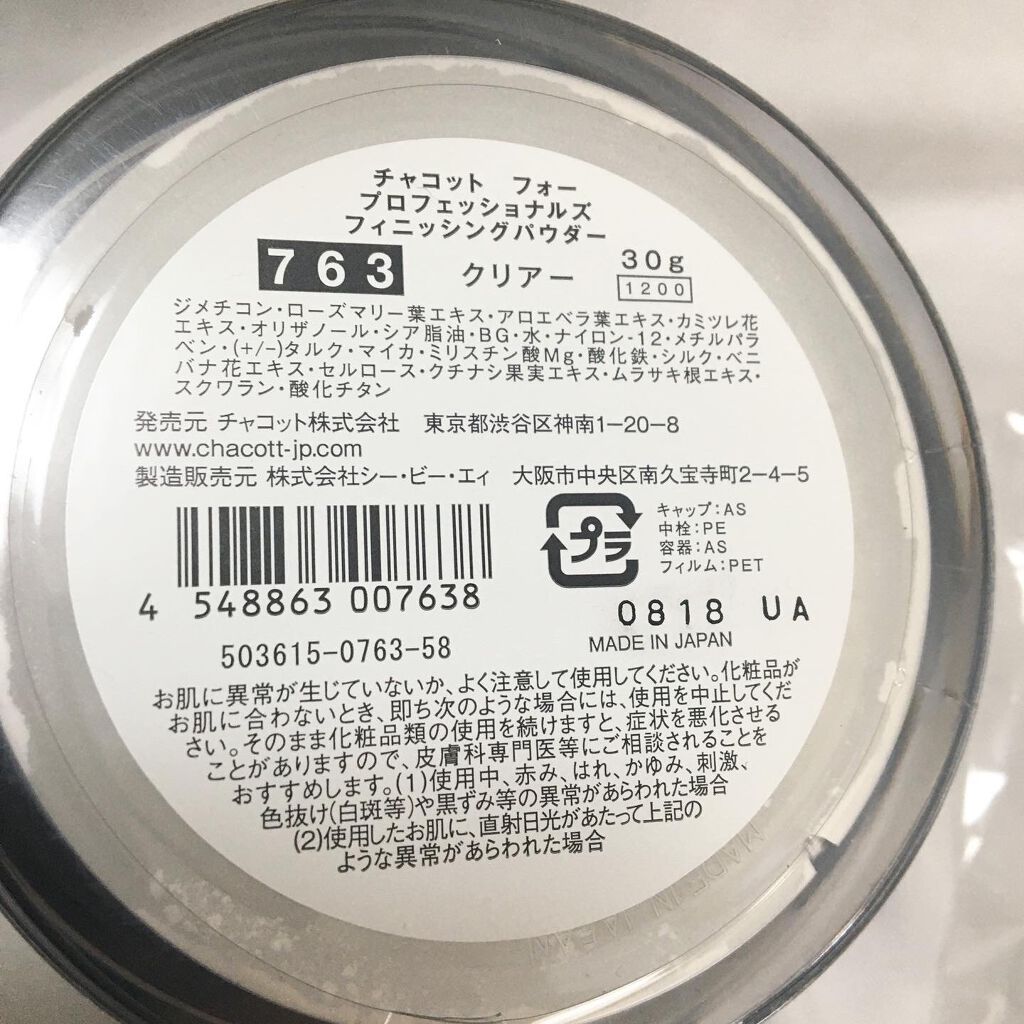 チャコット フォー
プロフェッショナルズ
フィニッシングパウダー
763 クリアー 30g
1200
ジメチコン・ローズマリー葉エキス・アロエベラ葉エキス・カミツレ花
エキス・オリザノール・シア脂油・BG・水・ナイロン-12・メチルパラ
ベン・(+/-)タルク・マイカ・ミリスチン酸Mg・酸化鉄・シルク・ベニ
バナ花エキス・セルロース・クチナシ果実エキス・ムラサキ根エキス・
スクワラン・酸化チタン
発売元 チャコット株式会社 東京都渋谷区神南1-20-8
www.chacott-jp.com
製造販売元 株式会社シー・ビー・エィ 大阪市中央区南久宝寺町2-4-5
プラ
キャップ:AS
中栓:PE
容器:AS
フィルム:PET
4 548863 007638
0818 UA
503615-0763-58
MADE IN JAPAN
お肌に異常が生じていないか、よく注意して使用してください。化粧品が
お肌に合わないとき、即ち次のような場合には、使用を中止してくだ
さい。そのまま化粧品類の使用を続けますと、症状を悪化させる
ことがありますので、皮膚科専門医等にご相談されることを
おすすめします。(1)使用中、赤み、はれ、かゆみ、刺激、
色抜け(白斑等)や黒ずみ等の異常があらわれた場合
(2)使用したお肌に、直射日光があたって上記の
ような異常があらわれた場合
MADE IN JAPAN